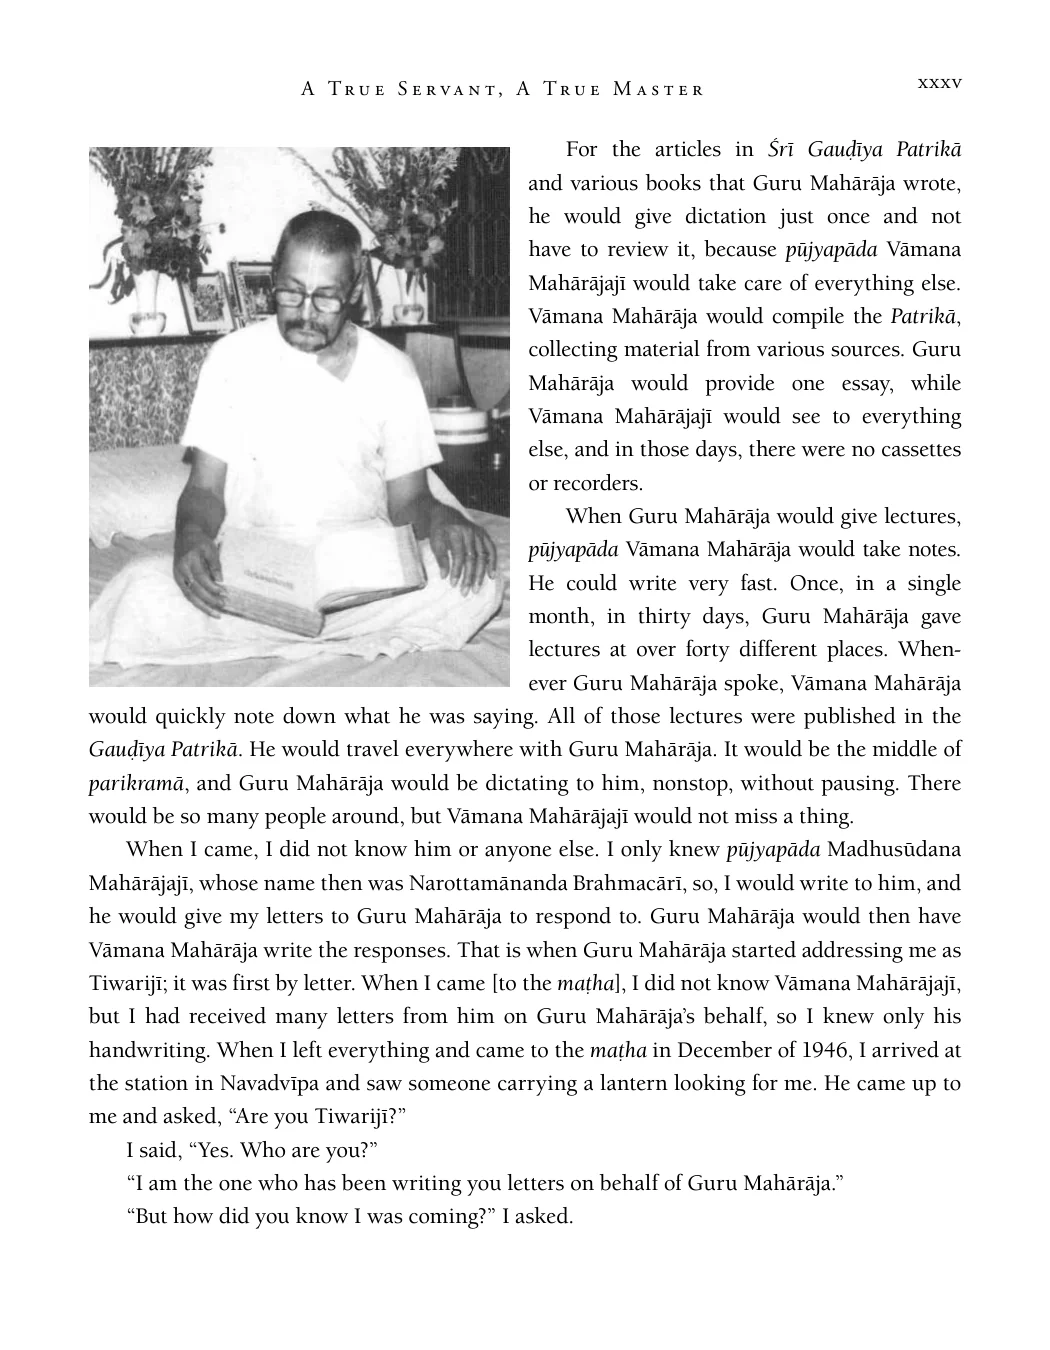 A True Servant, A True Master
xxxv
For the articles in Śrī Gauḍīya Patrikā
and various books that Guru Mahārāja wrote,
he would give dictation just once and not
have to review it, because pūjyapāda Vāmana
Mahārājajī would take care of everything else.
Vāmana Mahārāja would compile the Patrikā,
collecting material from various sources. Guru
Mahārāja would provide one essay, while
Vāmana Mahārājajī would see to everything
else, and in those days, there were no cassettes
or recorders.
When Guru Mahārāja would give lectures,
pūjyapāda Vāmana Mahārāja would take notes.
He could write very fast. Once, in a single
month, in thirty days, Guru Mahārāja gave
lectures at over forty different places. When-
ever Guru Mahārāja spoke, Vāmana Mahārāja
would quickly note down what he was saying. All of those lectures were published in the
Gauḍīya Patrikā. He would travel everywhere with Guru Mahārāja. It would be the middle of
parikramā, and Guru Mahārāja would be dictating to him, nonstop, without pausing. There
would be so many people around, but Vāmana Mahārājajī would not miss a thing.
When I came, I did not know him or anyone else. I only knew pūjyapāda Madhusūdana
Mahārājajī, whose name then was Narottamānanda Brahmacārī, so, I would write to him, and
he would give my letters to Guru Mahārāja to respond to. Guru Mahārāja would then have
Vāmana Mahārāja write the responses. That is when Guru Mahārāja started addressing me as
Tiwarijī; it was first by letter. When I came [to the maṭha], I did not know Vāmana Mahārājajī,
but I had received many letters from him on Guru Mahārāja’s behalf, so I knew only his
handwriting. When I left everything and came to the maṭha in December of 1946, I arrived at
the station in Navadvīpa and saw someone carrying a lantern looking for me. He came up to
me and asked, “Are you Tiwarijī?”
I said, “Yes. Who are you?”
“I am the one who has been writing you letters on behalf of Guru Mahārāja.”
“But how did you know I was coming?” I asked.